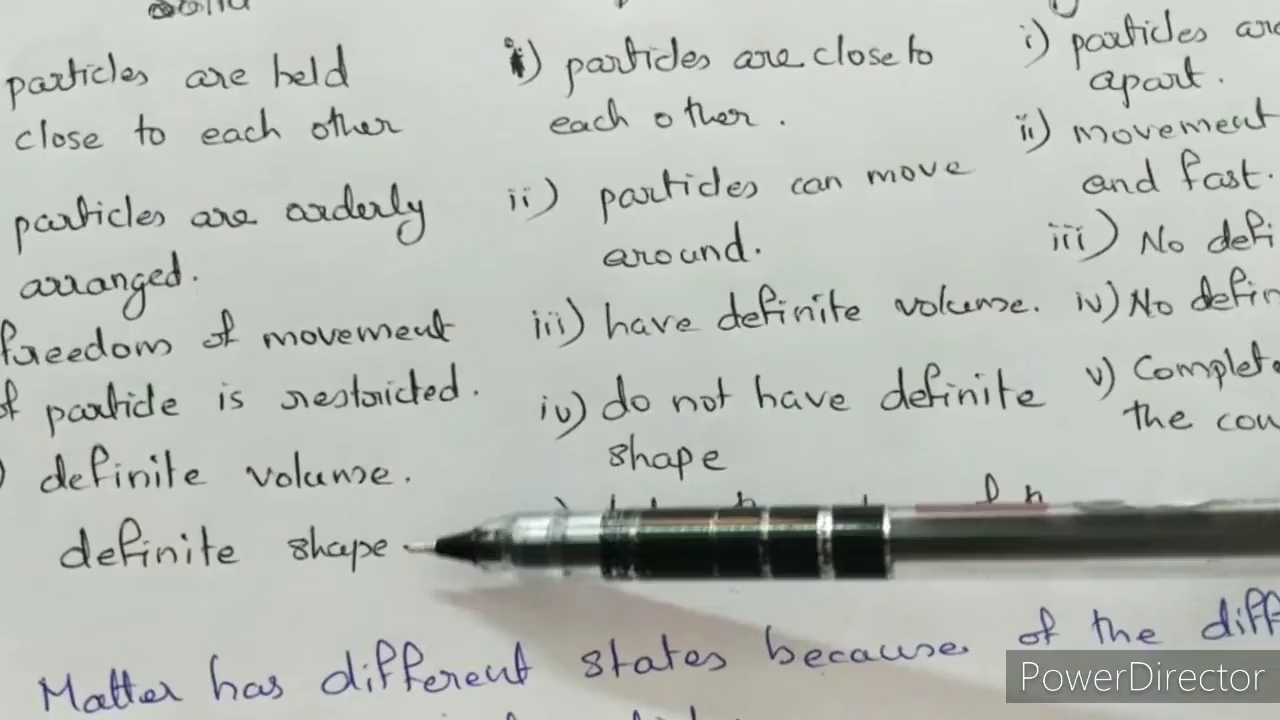 particles are held
close to each other
particles are orderly
arranged.
freedom of movement
of particle is restricted.
) definite volume.
definite shape
i) particles are close to
each other.
ii) particles can move
around.
iii) have definite volume.
iv) do not have definite
shape
i) particles are
apart.
ii) movement
and fast.
iii) No defi
iv) No defin
v) Complete
the
Matter has different states because of the diff
PowerDirector